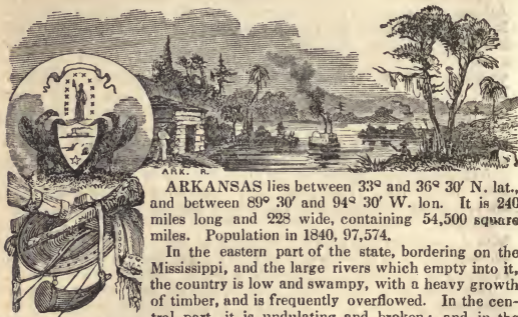 ARK. R.
ARKANSAS lies between 33° and 36° 30' N. lat.,
and between 89° 30' and 94° 30' W. lon. It is 240
miles long and 228 wide, containing 54,500 square
miles. Population in 1840, 97,574.
In the eastern part of the state, bordering on the
Mississippi, and the large rivers which empty into it,
the country is low and swampy, with a heavy growth
of timber, and is frequently overflowed. In the cen-
tral part, it is undulating and broken; and in the